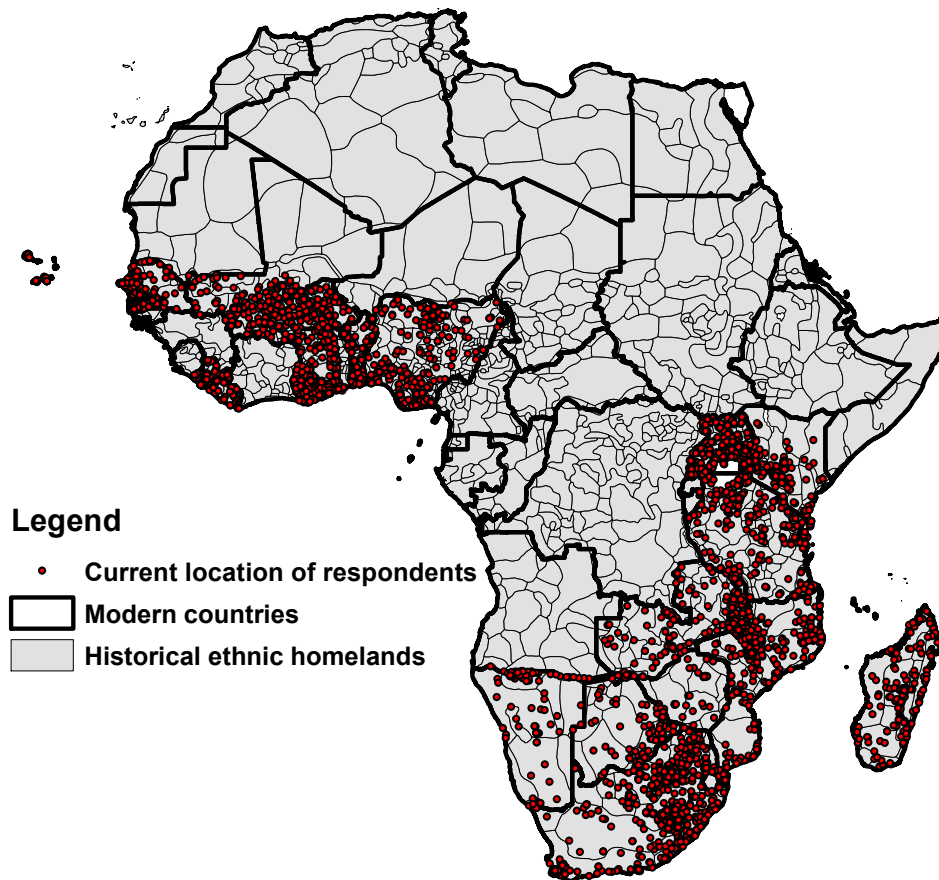 Legend
Current location of respondents
Modern countries
Historical ethnic homelands